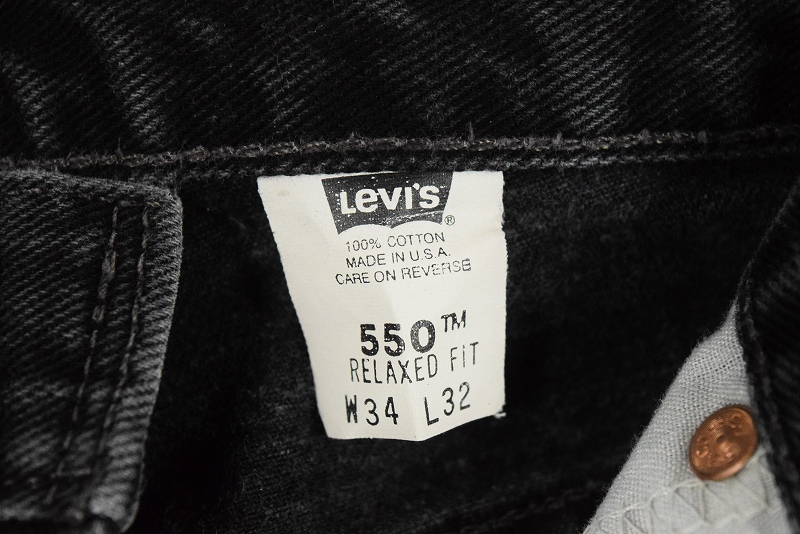 Levi's®
100% COTTON
MADE IN U.S.A.
CARE ON REVERSE
550™
RELAXED FIT
W34 L32